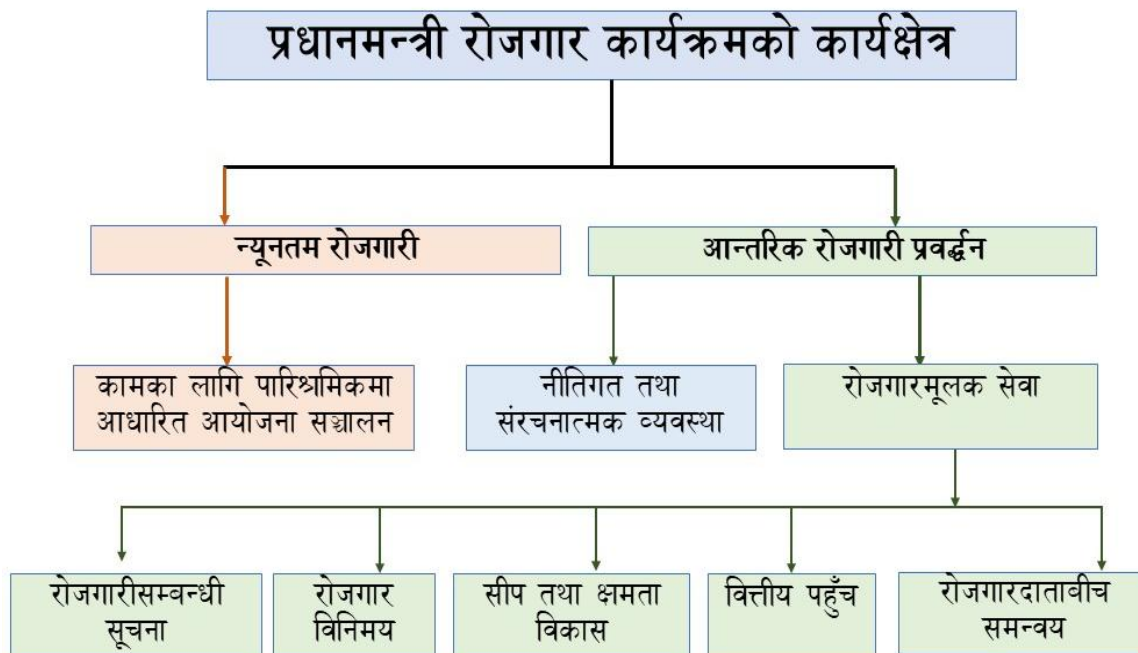 प्रधानमन्त्री रोजगार कार्यक्रमको कार्यक्षेत्र
न्यूनतम रोजगारी
आन्तरिक रोजगारी प्रवर्द्धन
कामका लागि पारिश्रमिकमा
आधारित आयोजना सञ्चालन
नीतिगत तथा
संरचनात्मक व्यवस्था
रोजगारमूलक सेवा
रोजगारीसम्बन्धी
सूचना
रोजगार
विनिमय
सीप तथा क्षमता
विकास
वित्तीय पहुँच
रोजगारदाताबीच
समन्वय